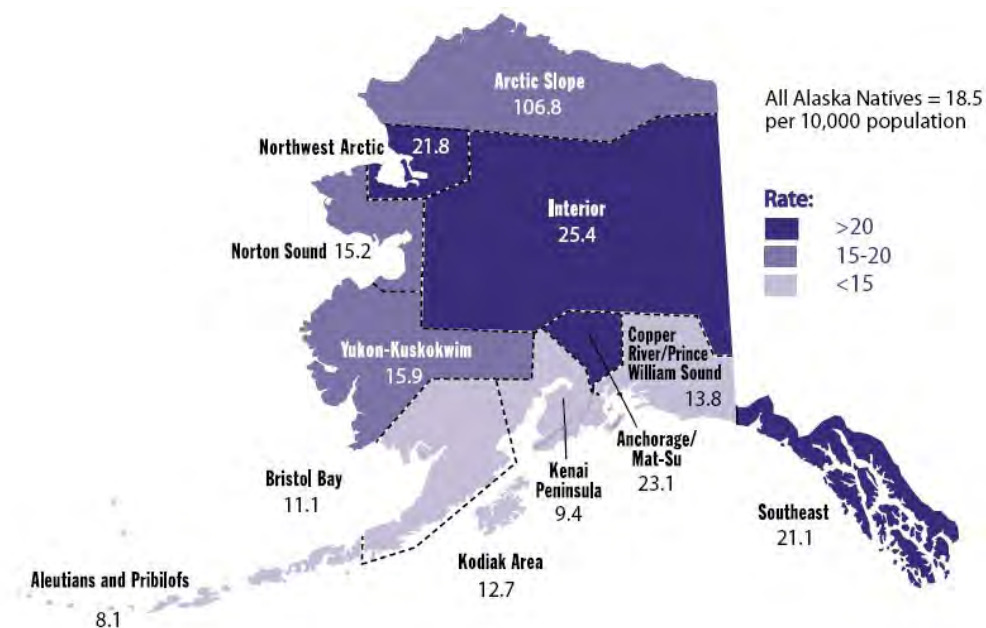 Arctic Slope
106.8
All Alaska Natives = 18.5
per 10,000 population
Northwest Arctic
21.8
Rate:
>20
15-20
<15
Interior
25.4
Norton Sound 15.2
Yukon-Kuskokwim
15.9
Copper
River/Prince
William Sound
13.8
Anchorage/
Mat-Su
23.1
Kenai
Peninsula
9.4
Bristol Bay
11.1
Southeast
21.1
Kodiak Area
12.7
Aleutians and Pribilofs
8.1